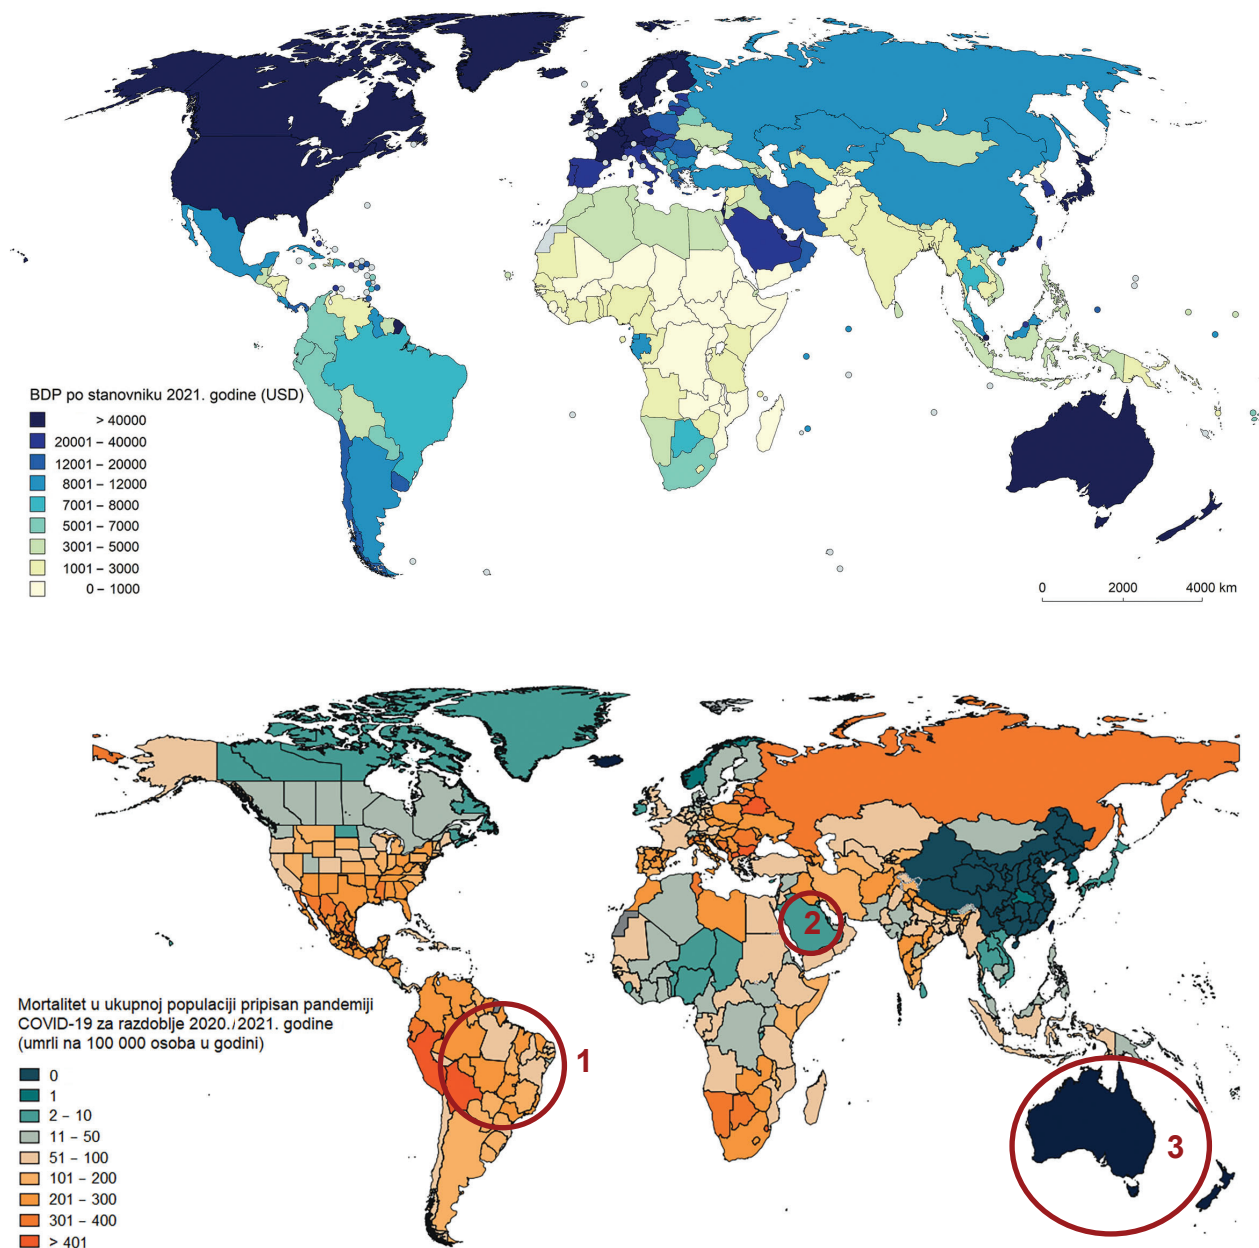 BDP po stanovniku 2021. godine (USD)
> 40000
20001 – 40000
12001 – 20000
8001 – 12000
7001 – 8000
5001 – 7000
3001 – 5000
1001 – 3000
0 – 1000
0 2000 4000 km
2
Mortalitet u ukupnoj populaciji pripisan pandemiji
COVID-19 za razdoblje 2020./2021. godine
(umrli na 100 000 osoba u godini)
1
0
1
2 – 10
11 – 50
51 – 100
101 – 200
201 – 300
301 – 400
> 401
3